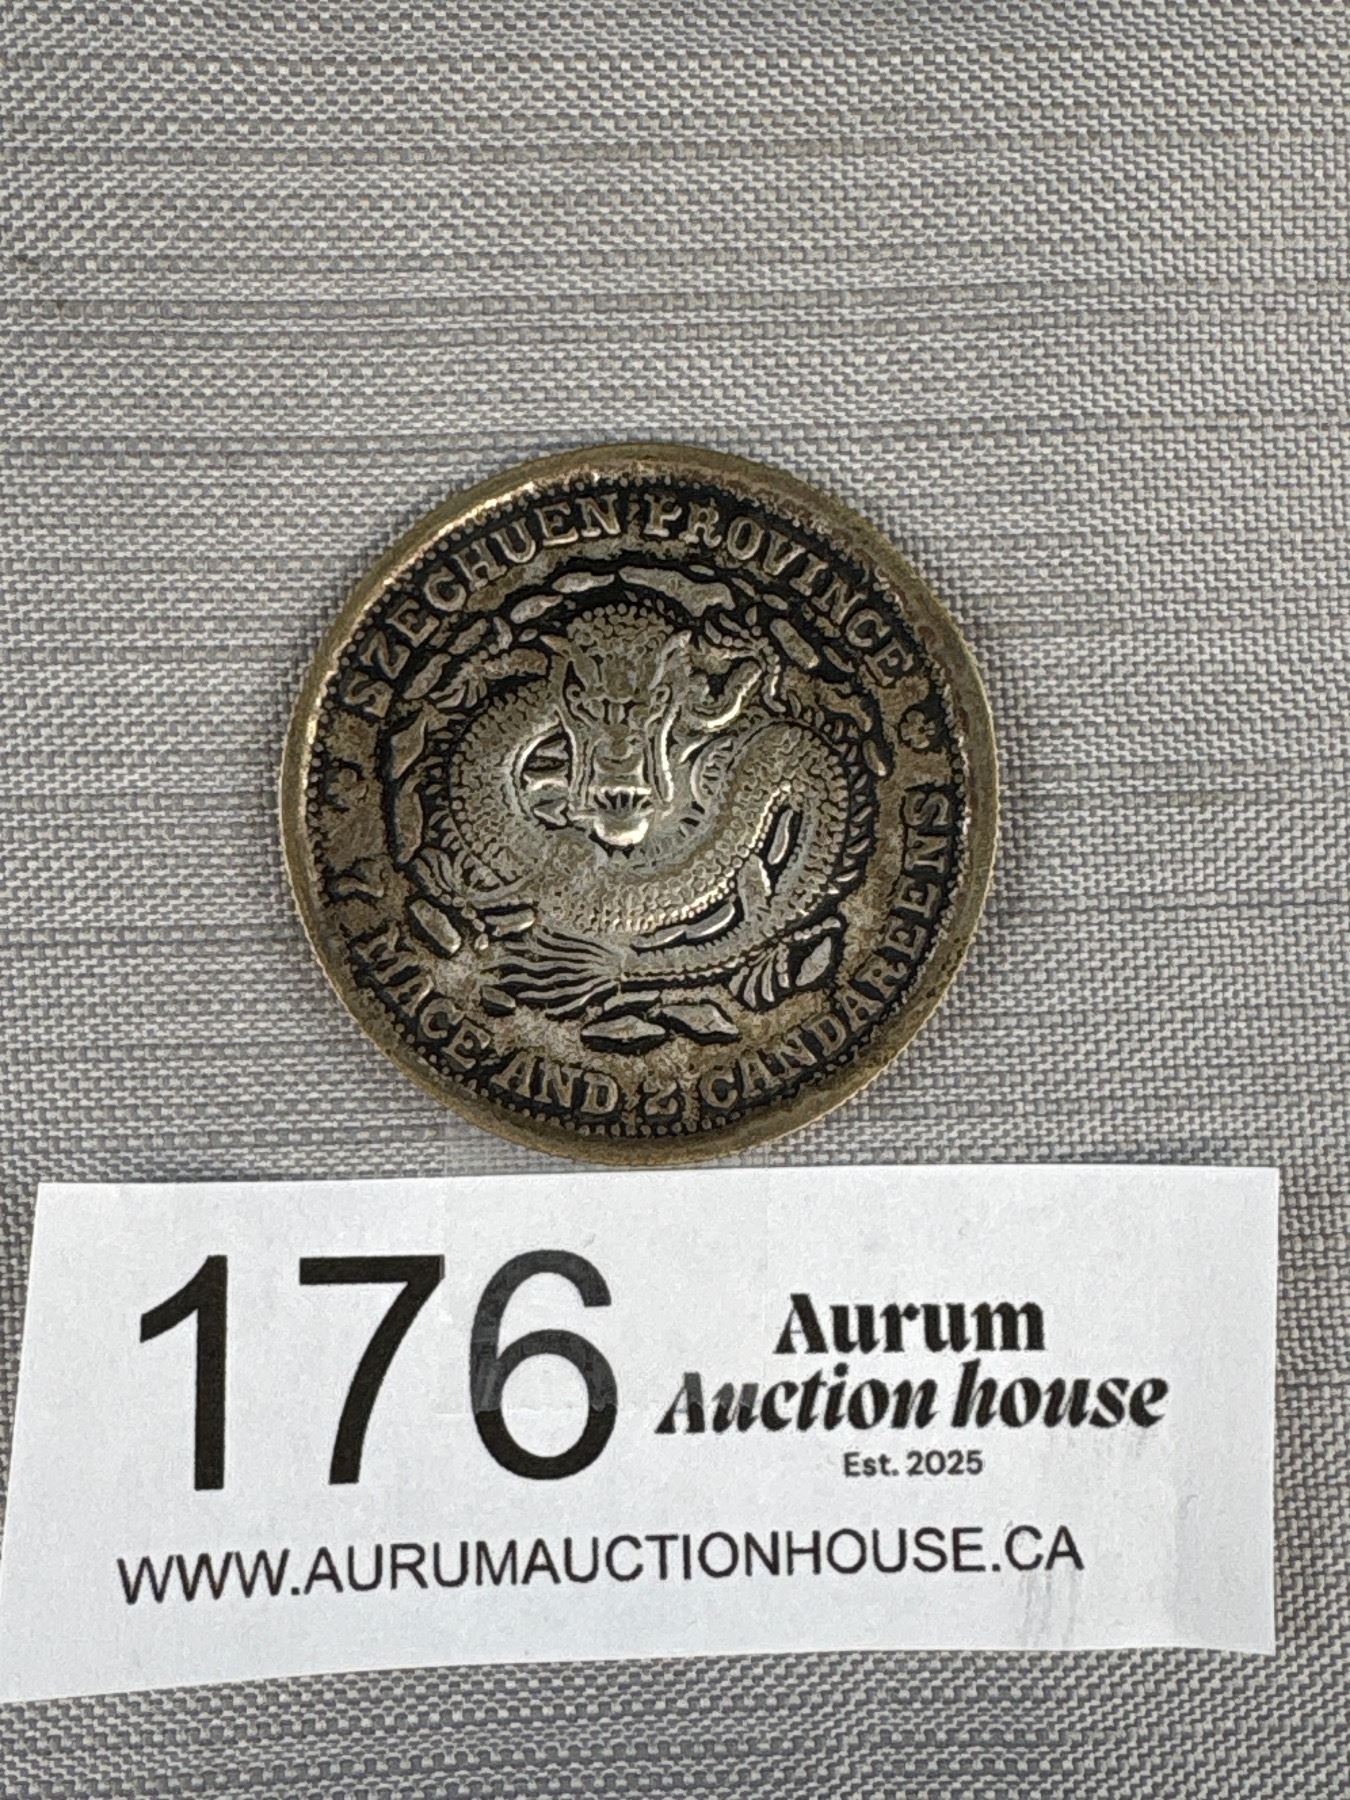 SZECHUEN PROVINCE
MACE AND 2 CANDAREENS
176
Aurum
Auction house
Est. 2025
WWW.AURUMAUCTIONHOUSE.CA